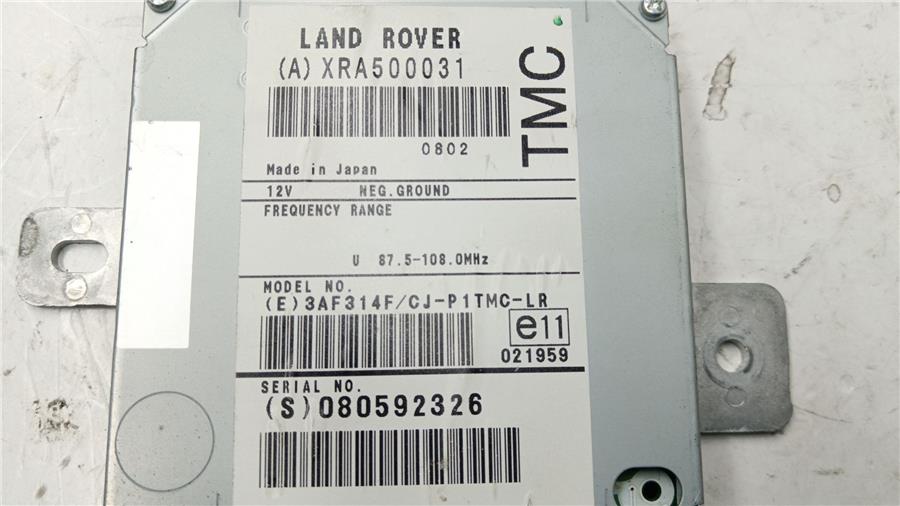 LAND ROVER
(A) XRA500031
0802
TMC
Made in Japan
12V NEG.GROUND
FREQUENCY RANGE
U 87.5-108.0MHz
MODEL NO.
(E)3AF314F/CJ-P1TMC-LR
e11
021959
SERIAL NO.
(S)080592326